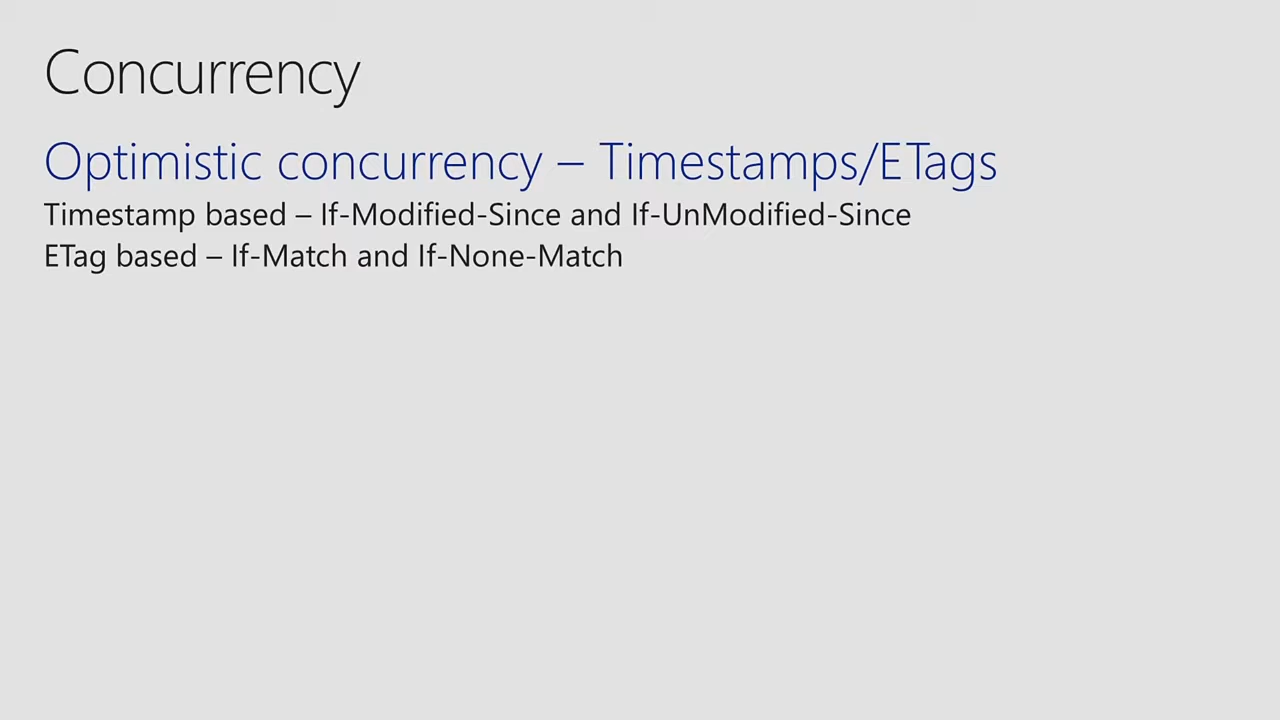 Concurrency
Optimistic concurrency – Timestamps/ETags
Timestamp based – If-Modified-Since and If-UnModified-Since
ETag based – If-Match and If-None-Match